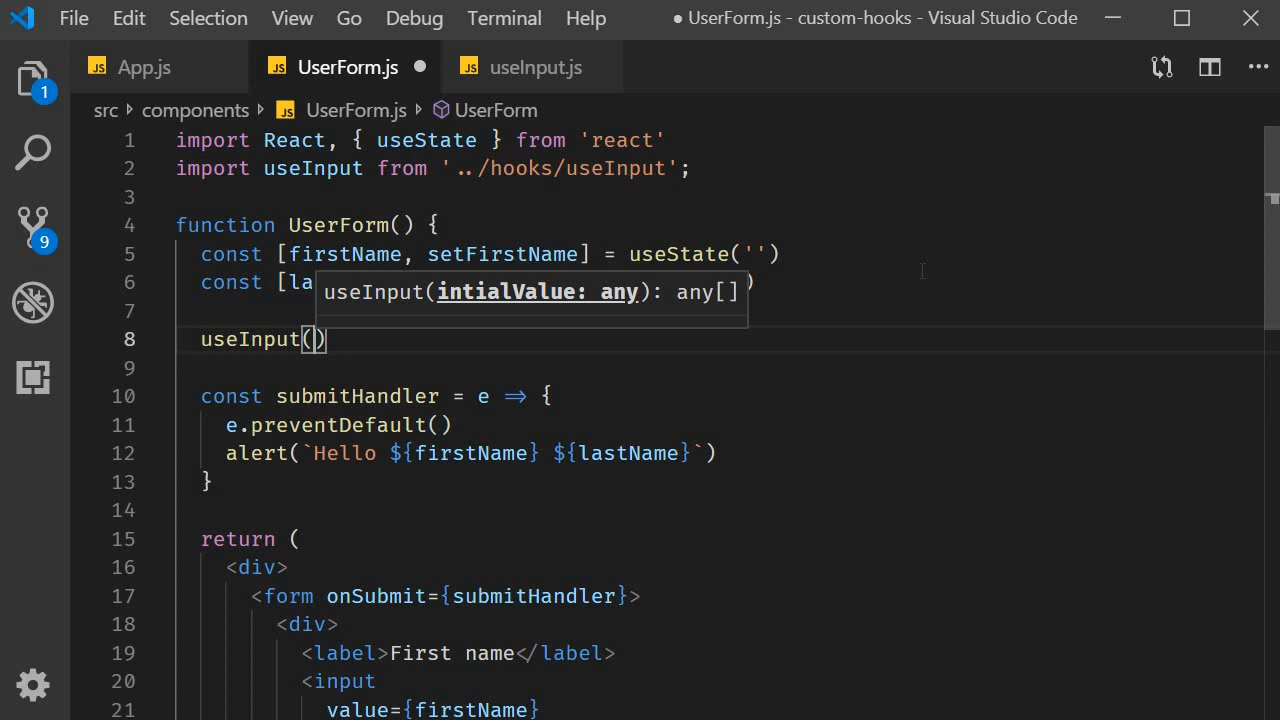 File Edit Selection View Go Debug Terminal Help ● UserForm.js - custom-hooks - Visual Studio Code
JS App.js JS UserForm.js JS useInput.js
1
src components JS UserForm.js UserForm
1 import React, { useState } from 'react'
2 import useInput from '../hooks/useInput';
3
4 function UserForm() {
9
5 const [firstName, setFirstName] = useState('')
6 const [la )
useInput(intialValue: any): any[]
7
8 useInput()
9
10 const submitHandler = e => {
11 e.preventDefault()
12 alert(`Hello ${firstName} ${lastName}`)
13 }
14
15 return (
16 <div>
17 <form onSubmit={submitHandler}>
18 <div>
19 <label>First name</label>
20 <input
21 value={firstName}